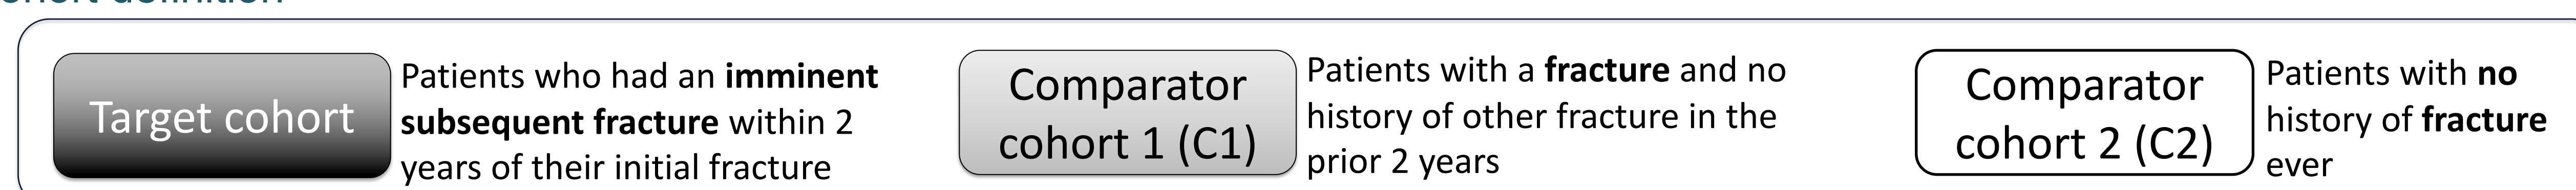 cohort definition
Target cohort
Patients who had an imminent
subsequent fracture within 2
years of their initial fracture
Comparator
cohort 1 (C1)
Patients with a fracture and no
history of other fracture in the
prior 2 years
Comparator
cohort 2 (C2)
Patients with no
history of fracture
ever